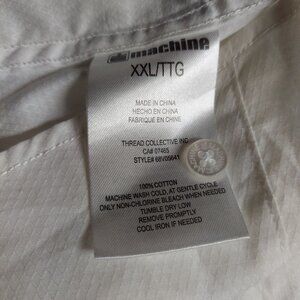 machine
XXL/TTG
MADE IN CHINA
HECHO EN CHINA
FABRIQUÉ EN CHINE
THREAD COLLECTIVE INC.
CA# 07465
STYLE# 68V05641
100% COTTON
MACHINE WASH COLD, AT GENTLE CYCLE
ONLY NON-CHLORINE BLEACH WHEN NEEDED
TUMBLE DRY LOW
REMOVE PROMPTLY
COOL IRON IF NEEDED